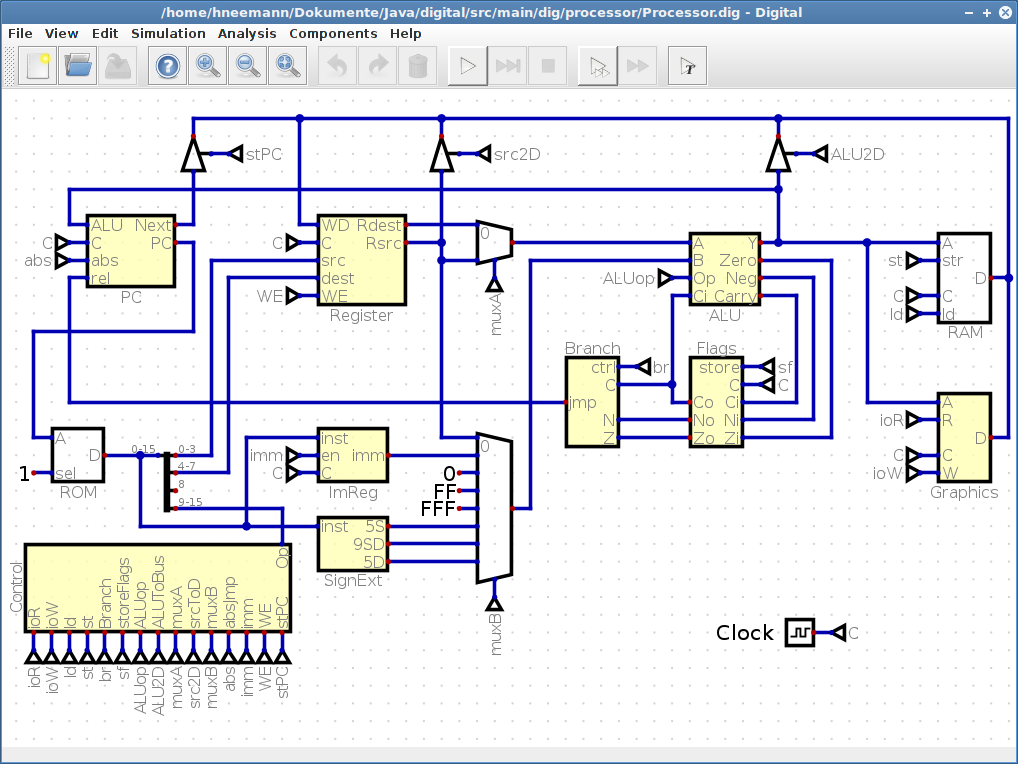 /home/hneemann/Dokumente/Java/digital/src/main/dig/processor/Processor.dig - Digital
File View Edit Simulation Analysis Components Help
stPC
src2D
ALU2D
ALU Next
C C PC
abs abs
rel
PC
WD Rdest
C C Rsrc
src
dest
WE WE
Register
0
muxA
A Y
B Zero
ALUop Op Neg
Ci Carry
ALU
A
st str
D
C C
ld ld
RAM
Branch
ctrl br
C
jmp
N
Z
Flags
store sf
C C
Co Ci
No Ni
Zo Zi
A
ioR R
D
C C
ioW W
Graphics
A
D
1 sel
ROM
0-15
0-3
4-7
8
9-15
inst
imm en imm
C C
ImReg
inst 5S
9SD
5D
SignExt
0
0
FF
FFF
muxB
Control
Op
ioR ioW ld st Branch storeFlags ALUop ALUToBus muxA srcToD muxB absJmp imm WE stPC
ioR ioW ld st br sf ALUop ALU2D muxA src2D muxB abs imm WE stPC
Clock C